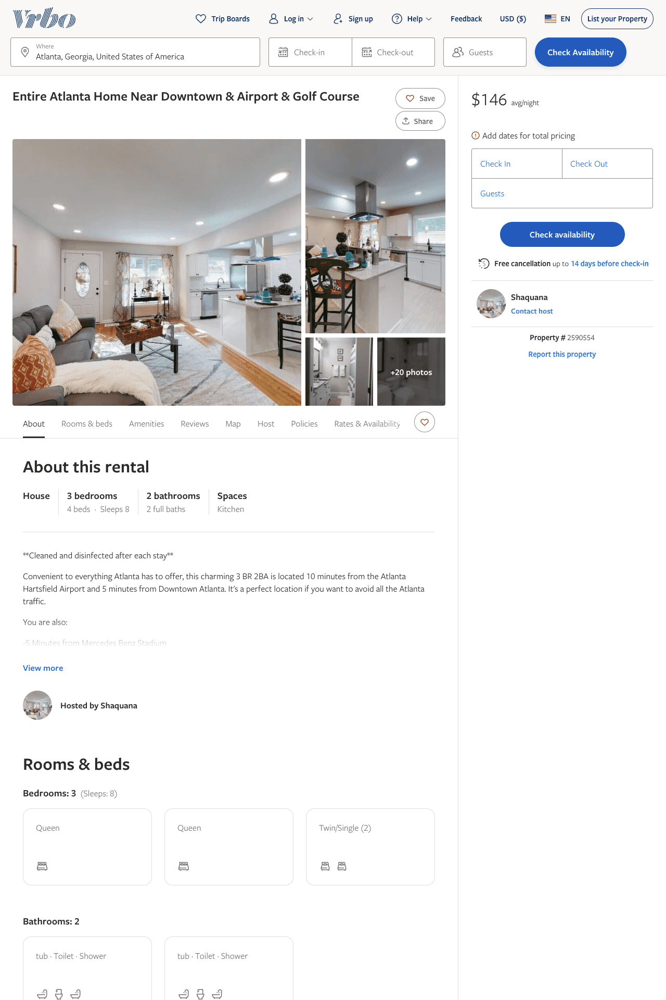 Vrbo
Trip Boards
Log in
Sign up
Help
Feedback
USD ($)
EN
List your Property
Where
Atlanta, Georgia, United States of America
Check-in
Check-out
Guests
Check Availability
Entire Atlanta Home Near Downtown & Airport & Golf Course
Save
Share
+20 photos
$146 avg/night
Add dates for total pricing
Check In
Check Out
Guests
Check availability
Free cancellation up to 14 days before check-in
Shaquana
Contact host
Property # 2590554
Report this property
About
Rooms & beds
Amenities
Reviews
Map
Host
Policies
Rates & Availability
About this rental
House
3 bedrooms
4 beds · Sleeps 8
2 bathrooms
2 full baths
Spaces
Kitchen
**Cleaned and disinfected after each stay**
Convenient to everything Atlanta has to offer, this charming 3 BR 2BA is located 10 minutes from the Atlanta
Hartsfield Airport and 5 minutes from Downtown Atlanta. It's a perfect location if you want to avoid all the Atlanta
traffic.
You are also:
-5 Minutes from Mercedes Benz Stadium
View more
Hosted by Shaquana
Rooms & beds
Bedrooms: 3 (Sleeps: 8)
Queen
Queen
Twin/Single (2)
Bathrooms: 2
tub · Toilet · Shower
tub · Toilet · Shower